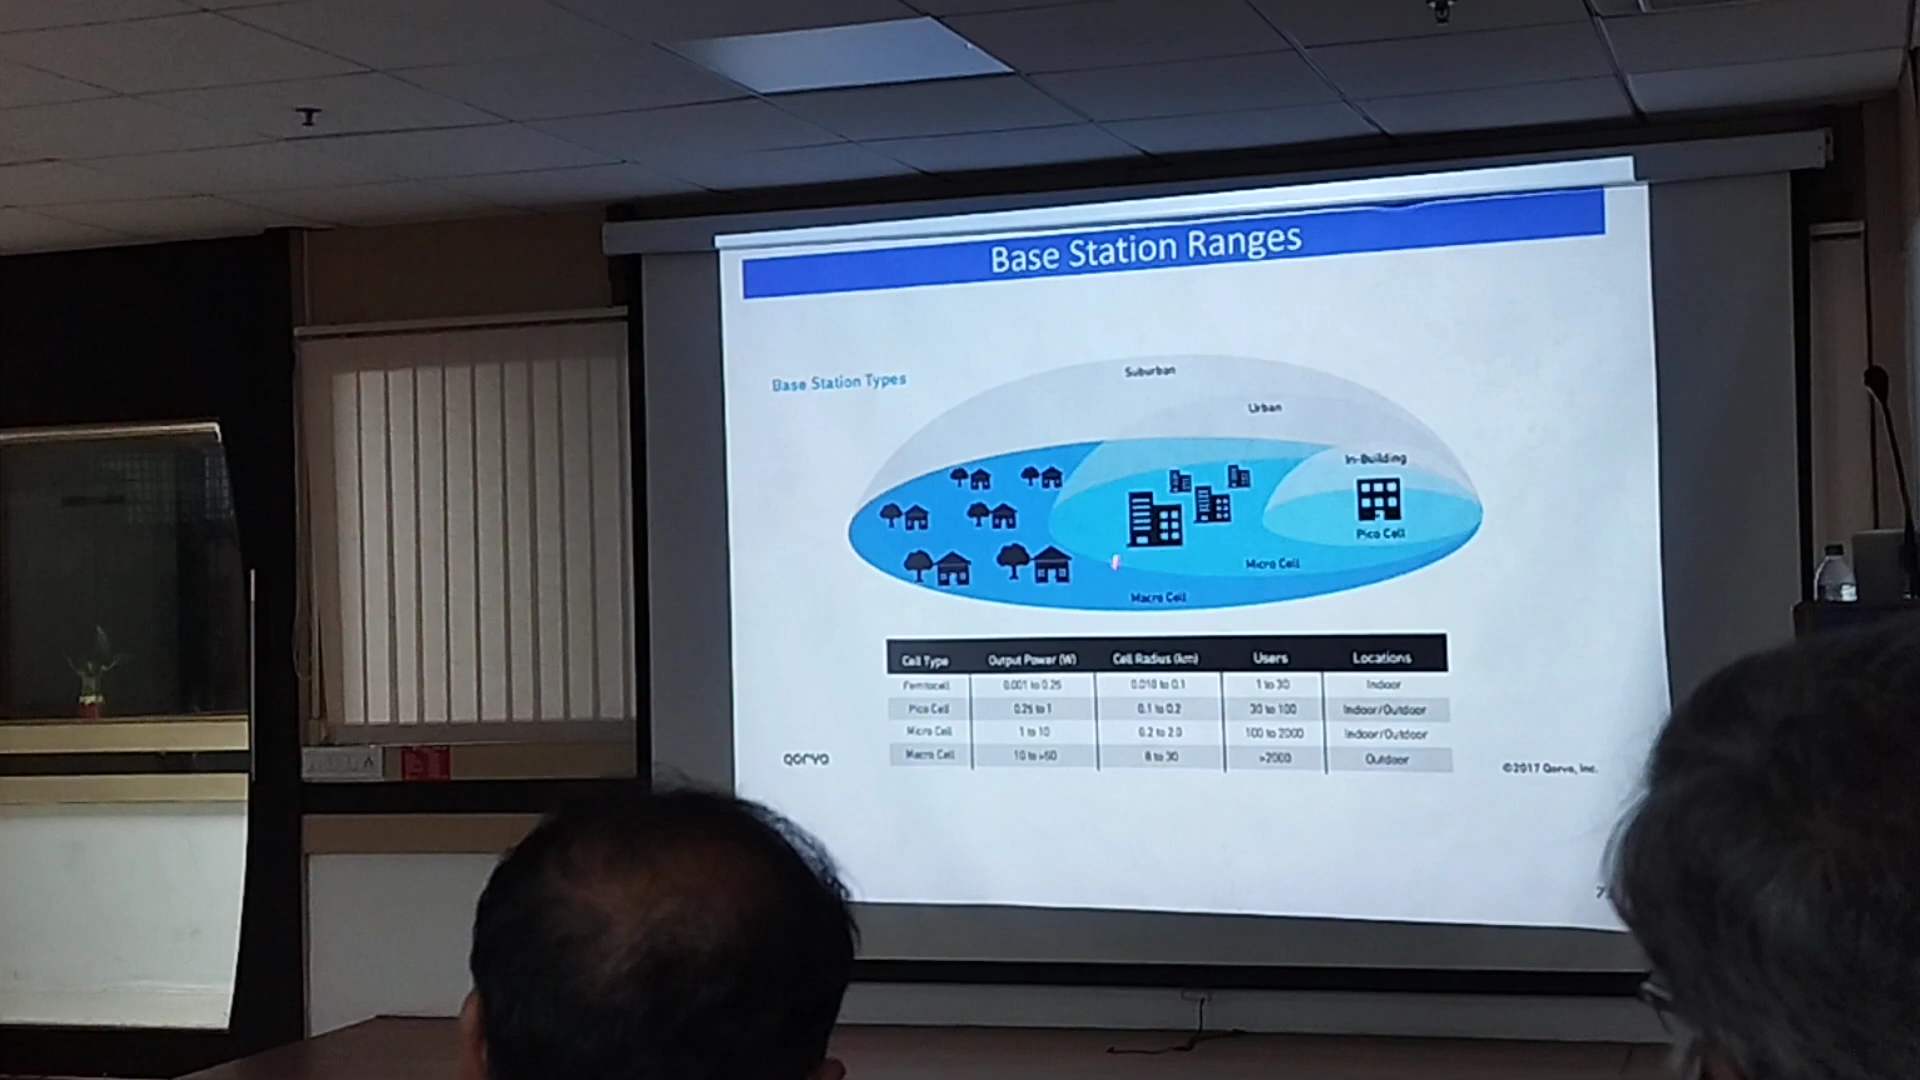 Base Station Ranges
Base Station Types
Suburban
Urban
In-Building
Pico Cell
Micro Cell
Macro Cell
Cell Type Output Power (W) Cell Radius (km) Users Locations
Femtocell 0.001 to 0.25 0.010 to 0.1 1 to 30 Indoor
Pico Cell 0.25 to 1 0.1 to 0.2 30 to 100 Indoor/Outdoor
Micro Cell 1 to 10 0.2 to 2.0 100 to 2000 Indoor/Outdoor
Macro Cell 10 to >50 8 to 30 >2000 Outdoor
QORVO
©2017 Qorvo, Inc.